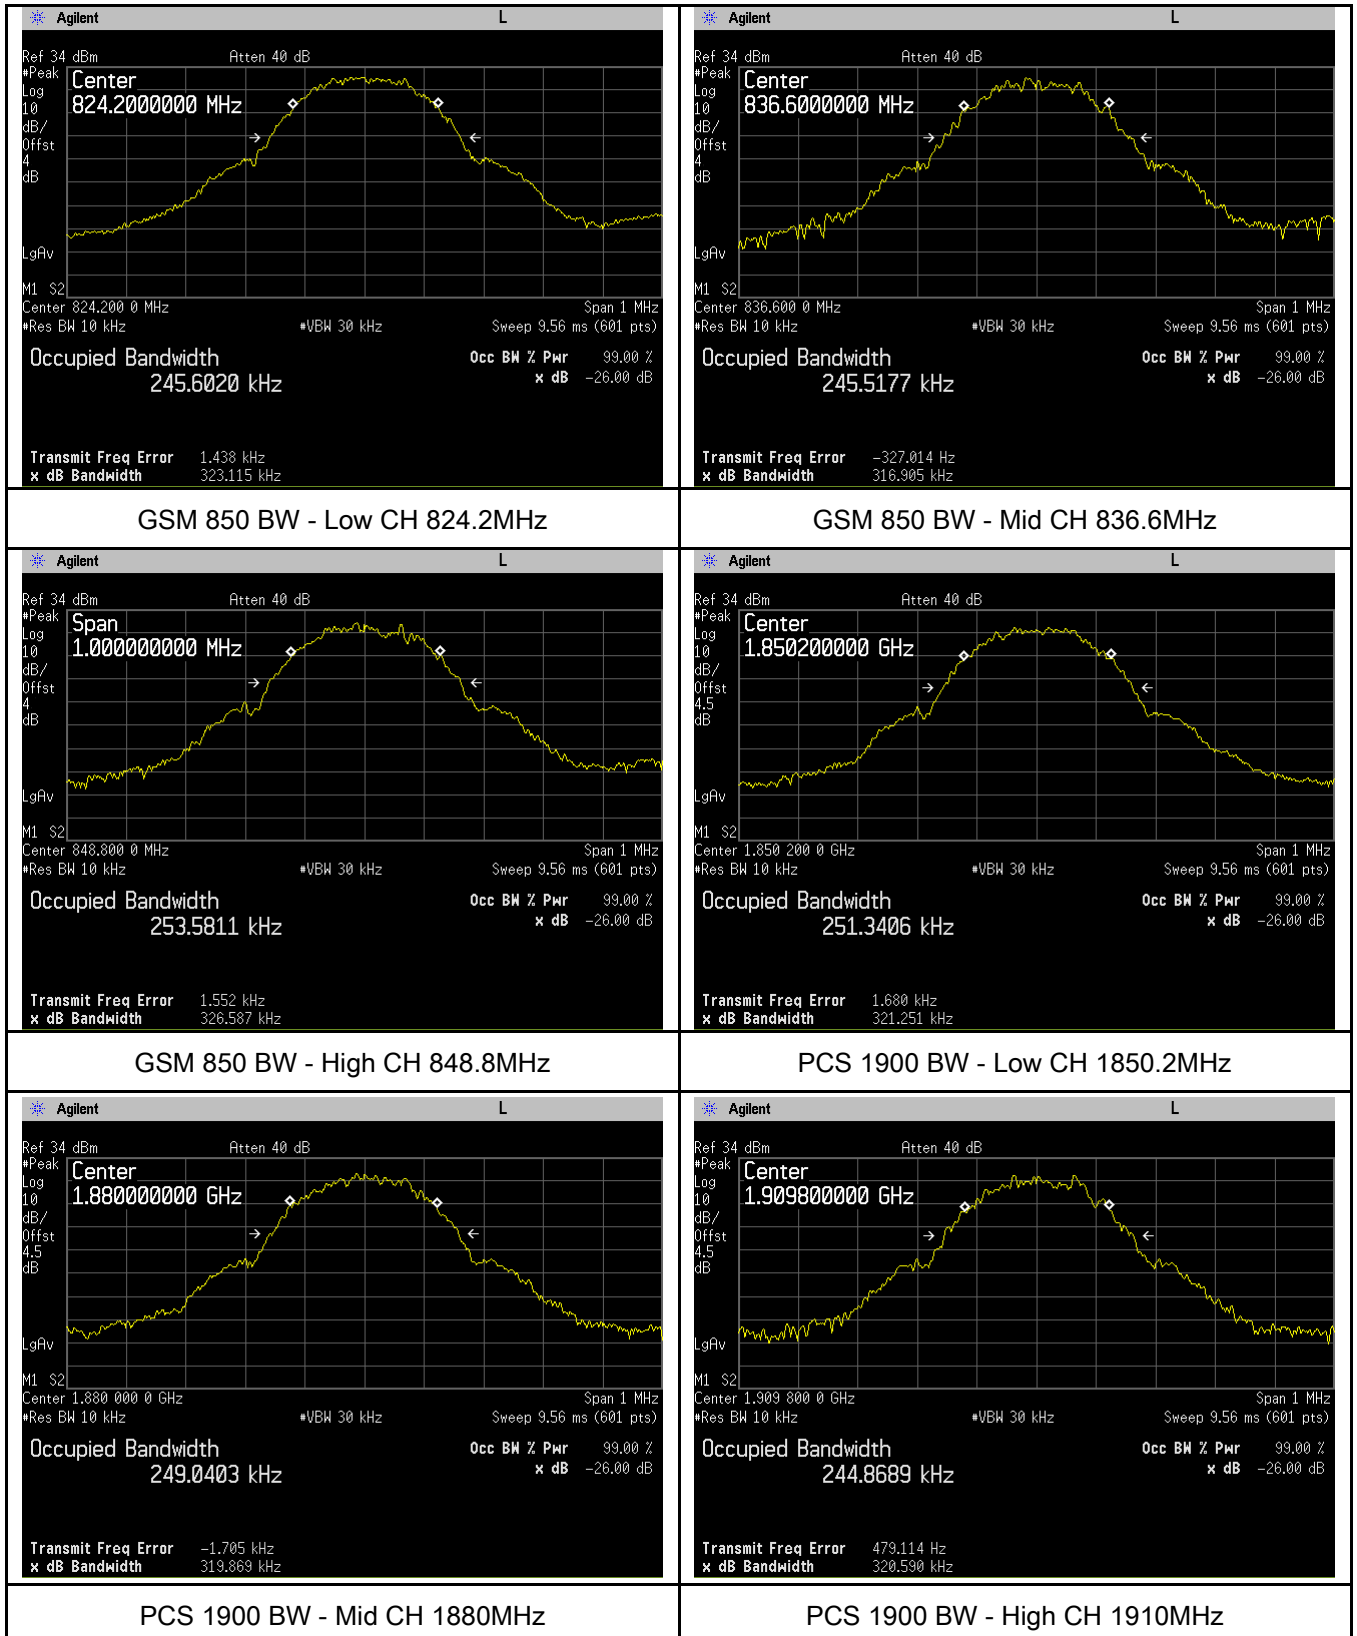 Agilent L
Ref 34 dBm Atten 40 dB
#Peak
Log
10
dB/
Offst
4
dB
Center
824.2000000 MHz
LgAv
M1 S2
Center 824.200 0 MHz Span 1 MHz
#Res BW 10 kHz #VBW 30 kHz Sweep 9.56 ms (601 pts)
Occupied Bandwidth Occ BW % Pwr 99.00 %
245.6020 kHz x dB -26.00 dB
Transmit Freq Error 1.438 kHz
x dB Bandwidth 323.115 kHz
GSM 850 BW - Low CH 824.2MHz
Agilent L
Ref 34 dBm Atten 40 dB
#Peak
Log
10
dB/
Offst
4
dB
Center
836.6000000 MHz
LgAv
M1 S2
Center 836.600 0 MHz Span 1 MHz
#Res BW 10 kHz #VBW 30 kHz Sweep 9.56 ms (601 pts)
Occupied Bandwidth Occ BW % Pwr 99.00 %
245.5177 kHz x dB -26.00 dB
Transmit Freq Error -327.014 Hz
x dB Bandwidth 316.905 kHz
GSM 850 BW - Mid CH 836.6MHz
Agilent L
Ref 34 dBm Atten 40 dB
#Peak
Log
10
dB/
Offst
4
dB
Span
1.000000000 MHz
LgAv
M1 S2
Center 848.800 0 MHz Span 1 MHz
#Res BW 10 kHz #VBW 30 kHz Sweep 9.56 ms (601 pts)
Occupied Bandwidth Occ BW % Pwr 99.00 %
253.5811 kHz x dB -26.00 dB
Transmit Freq Error 1.552 kHz
x dB Bandwidth 326.587 kHz
GSM 850 BW - High CH 848.8MHz
Agilent L
Ref 34 dBm Atten 40 dB
#Peak
Log
10
dB/
Offst
4.5
dB
Center
1.850200000 GHz
LgAv
M1 S2
Center 1.850 200 0 GHz Span 1 MHz
#Res BW 10 kHz #VBW 30 kHz Sweep 9.56 ms (601 pts)
Occupied Bandwidth Occ BW % Pwr 99.00 %
251.3406 kHz x dB -26.00 dB
Transmit Freq Error 1.680 kHz
x dB Bandwidth 321.251 kHz
PCS 1900 BW - Low CH 1850.2MHz
Agilent L
Ref 34 dBm Atten 40 dB
#Peak
Log
10
dB/
Offst
4.5
dB
Center
1.880000000 GHz
LgAv
M1 S2
Center 1.880 000 0 GHz Span 1 MHz
#Res BW 10 kHz #VBW 30 kHz Sweep 9.56 ms (601 pts)
Occupied Bandwidth Occ BW % Pwr 99.00 %
249.0403 kHz x dB -26.00 dB
Transmit Freq Error -1.705 kHz
x dB Bandwidth 319.869 kHz
PCS 1900 BW - Mid CH 1880MHz
Agilent L
Ref 34 dBm Atten 40 dB
#Peak
Log
10
dB/
Offst
4.5
dB
Center
1.909800000 GHz
LgAv
M1 S2
Center 1.909 800 0 GHz Span 1 MHz
#Res BW 10 kHz #VBW 30 kHz Sweep 9.56 ms (601 pts)
Occupied Bandwidth Occ BW % Pwr 99.00 %
244.8689 kHz x dB -26.00 dB
Transmit Freq Error 479.114 Hz
x dB Bandwidth 320.590 kHz
PCS 1900 BW - High CH 1910MHz